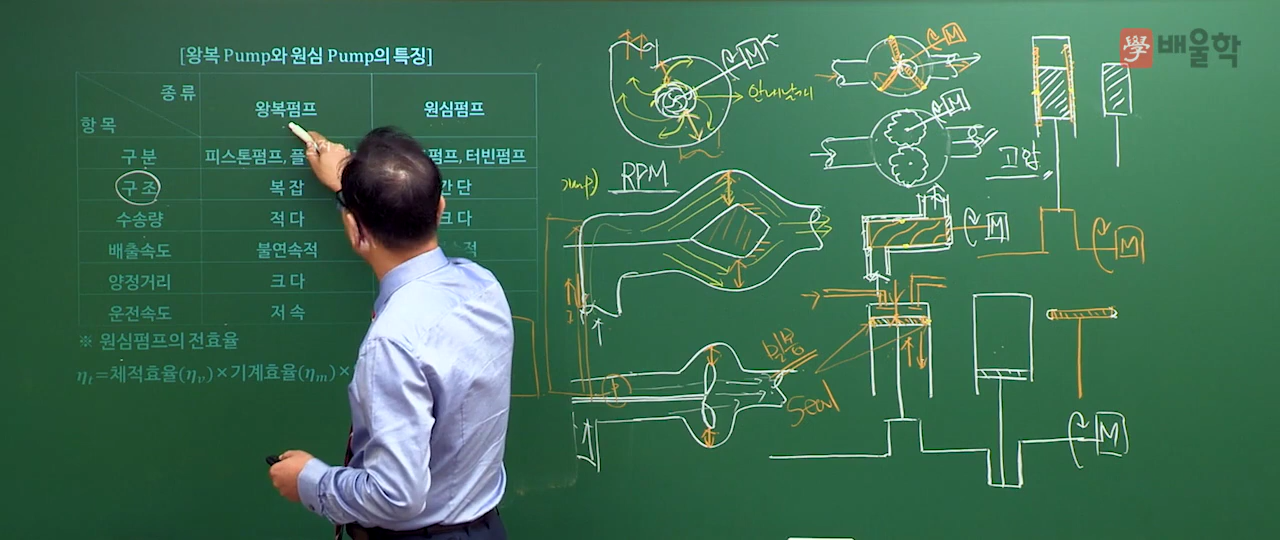 學 배울학
[왕복 Pump와 원심 Pump의 특징]
종 류
항 목
왕복펌프
원심펌프
구 분
피스톤펌프, 플
펌프, 터빈펌프
구 조
복 잡
간 단
수송량
적 다
크 다
배출속도
불연속적
적
양정거리
크 다
운전속도
저 속
※ 원심펌프의 전효율
ηt=체적효율(ηv)×기계효율(ηm)×
M
안내날개
M
M
고압
RPM
M
M
밀봉
Seal
M